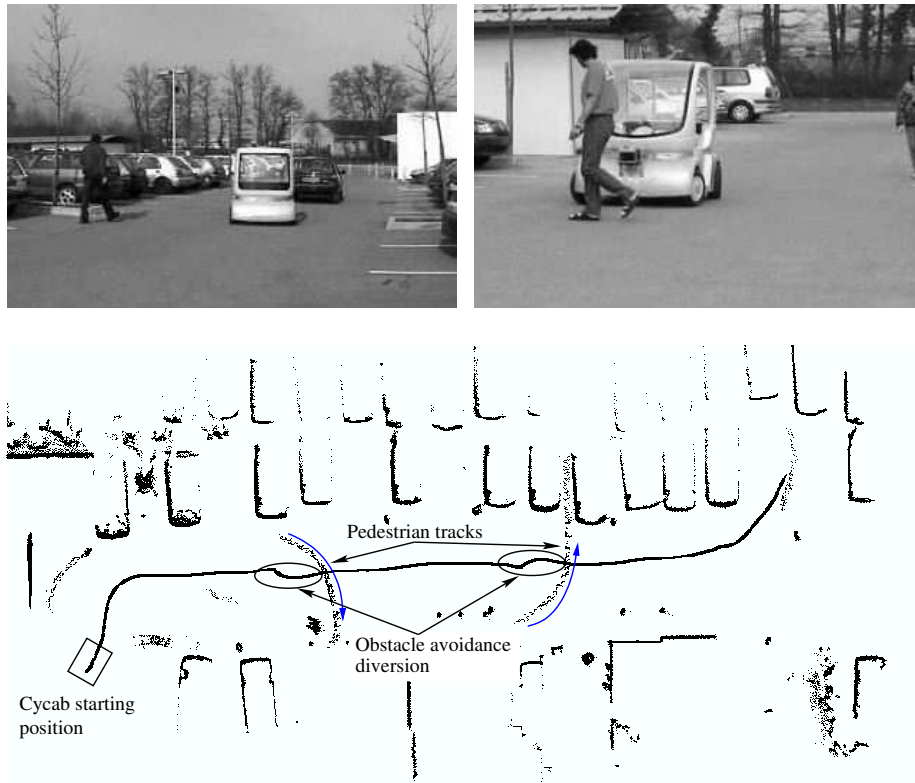 Pedestrian tracks
Obstacle avoidance
diversion
Cycab starting
position